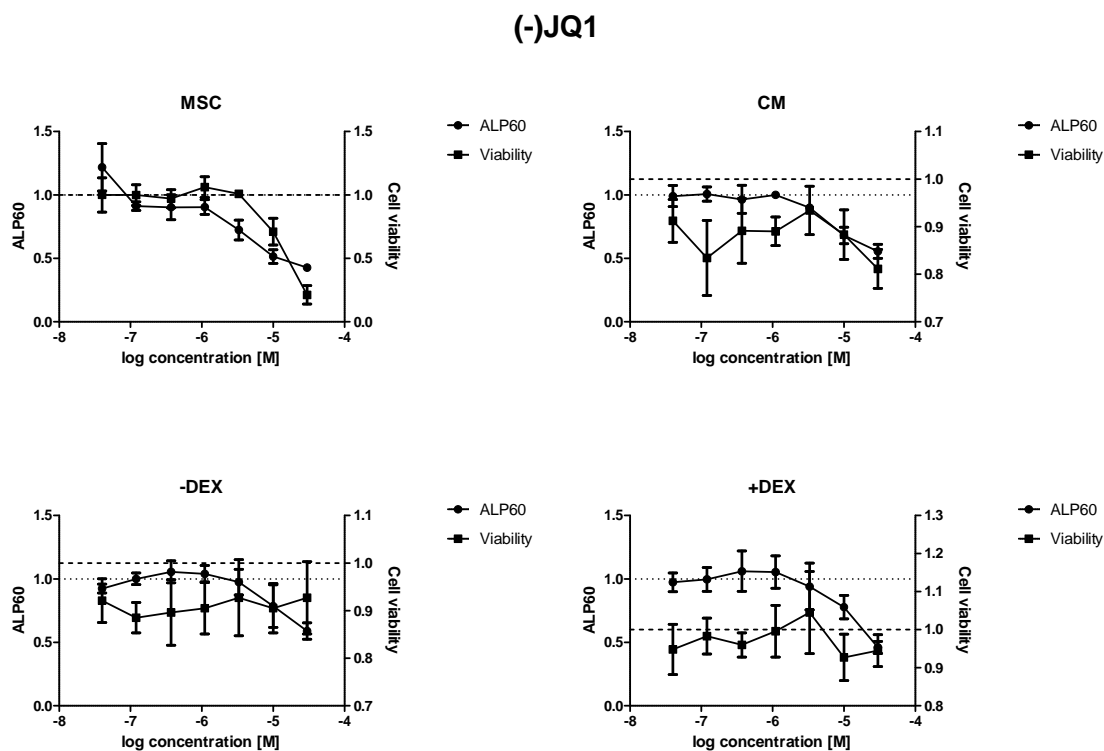 (-)JQ1
MSC
ALP60
Viability
1.5
1.0
0.5
0.0
ALP60
1.5
1.0
0.5
0.0
Cell viability
-8 -7 -6 -5 -4
log concentration [M]
CM
ALP60
Viability
1.5
1.0
0.5
0.0
ALP60
1.1
1.0
0.9
0.8
0.7
Cell viability
-8 -7 -6 -5 -4
log concentration [M]
-DEX
ALP60
Viability
1.5
1.0
0.5
0.0
ALP60
1.1
1.0
0.9
0.8
0.7
Cell viability
-8 -7 -6 -5 -4
log concentration [M]
+DEX
ALP60
Viability
1.5
1.0
0.5
0.0
ALP60
1.3
1.2
1.1
1.0
0.9
0.8
Cell viability
-8 -7 -6 -5 -4
log concentration [M]